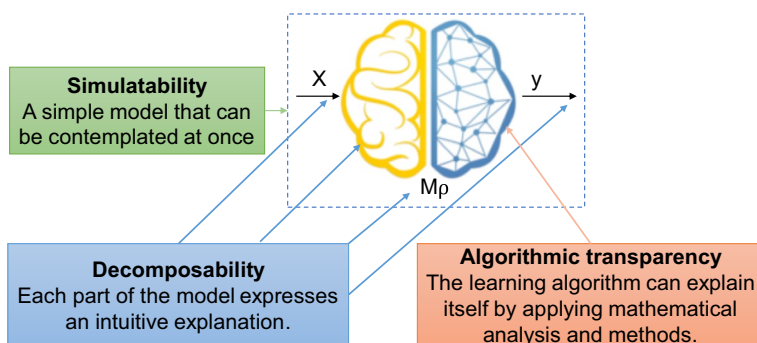 Simulatability
A simple model that can
be contemplated at once
X
y
Mρ
Decomposability
Each part of the model expresses
an intuitive explanation.
Algorithmic transparency
The learning algorithm can explain
itself by applying mathematical
analysis and methods.